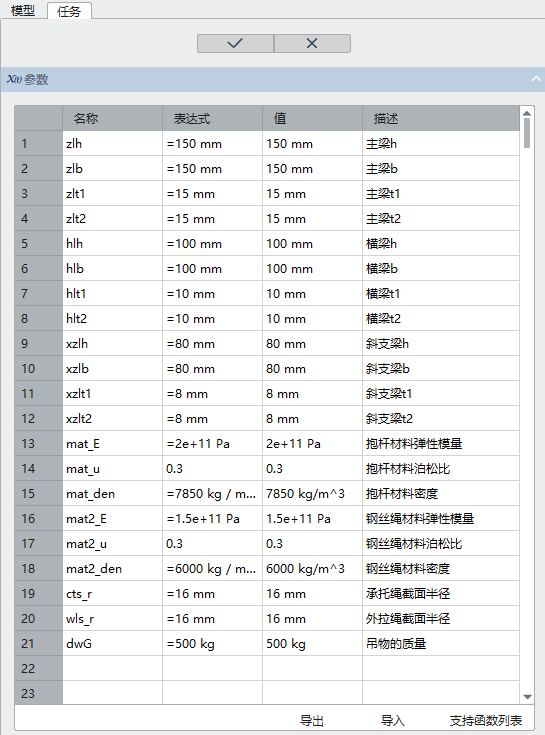 模型 任务
X(t) 参数
名称 表达式 值 描述
1 zlh =150 mm 150 mm 主梁h
2 zlb =150 mm 150 mm 主梁b
3 zlt1 =15 mm 15 mm 主梁t1
4 zlt2 =15 mm 15 mm 主梁t2
5 hlh =100 mm 100 mm 横梁h
6 hlb =100 mm 100 mm 横梁b
7 hlt1 =10 mm 10 mm 横梁t1
8 hlt2 =10 mm 10 mm 横梁t2
9 xzlh =80 mm 80 mm 斜支梁h
10 xzlb =80 mm 80 mm 斜支梁b
11 xzlt1 =8 mm 8 mm 斜支梁t1
12 xzlt2 =8 mm 8 mm 斜支梁t2
13 mat_E =2e+11 Pa 2e+11 Pa 抱杆材料弹性模量
14 mat_u 0.3 0.3 抱杆材料泊松比
15 mat_den =7850 kg / m... 7850 kg/m^3 抱杆材料密度
16 mat2_E =1.5e+11 Pa 1.5e+11 Pa 钢丝绳材料弹性模量
17 mat2_u 0.3 0.3 钢丝绳材料泊松比
18 mat2_den =6000 kg / m... 6000 kg/m^3 钢丝绳材料密度
19 cts_r =16 mm 16 mm 承托绳截面半径
20 wls_r =16 mm 16 mm 外拉绳截面半径
21 dwG =500 kg 500 kg 吊物的质量
22
23
导出 导入 支持函数列表